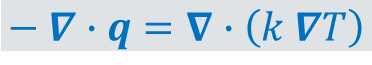 − ∇ · q = ∇ · (k ∇T)